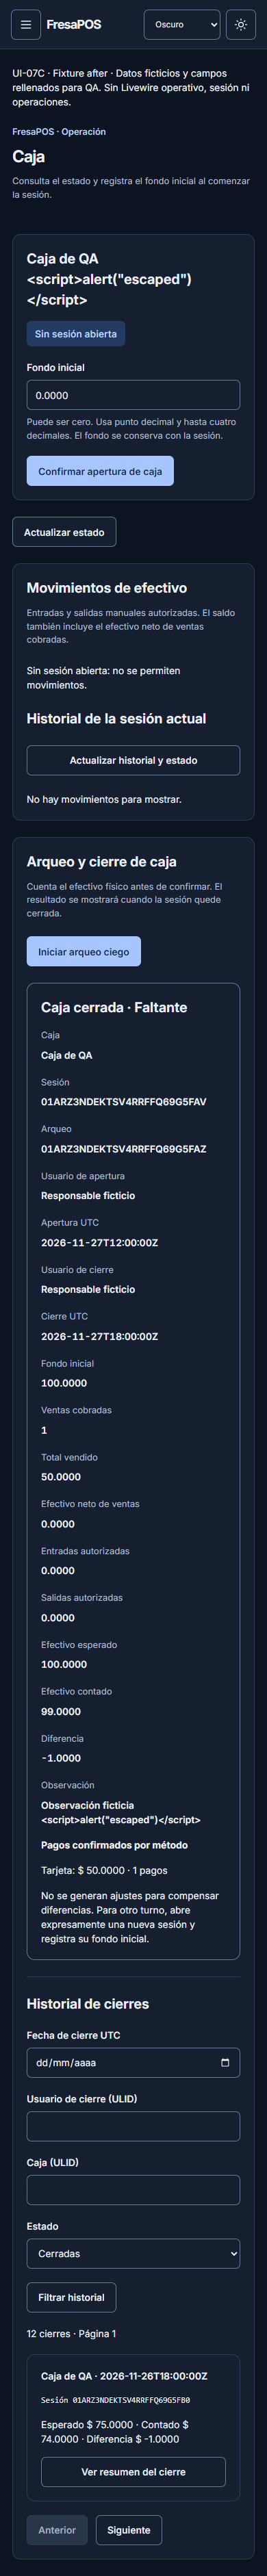 FresaPOS
Oscuro
UI-07C · Fixture after · Datos ficticios y campos
rellenados para QA. Sin Livewire operativo, sesión ni
operaciones.
FresaPOS · Operación
Caja
Consulta el estado y registra el fondo inicial al comenzar
la sesión.
Caja de QA
<script>alert("escaped")
</script>
Sin sesión abierta
Fondo inicial
0.0000
Puede ser cero. Usa punto decimal y hasta cuatro
decimales. El fondo se conserva con la sesión.
Confirmar apertura de caja
Actualizar estado
Movimientos de efectivo
Entradas y salidas manuales autorizadas. El saldo
también incluye el efectivo neto de ventas
cobradas.
Sin sesión abierta: no se permiten
movimientos.
Historial de la sesión actual
Actualizar historial y estado
No hay movimientos para mostrar.
Arqueo y cierre de caja
Cuenta el efectivo físico antes de confirmar. El
resultado se mostrará cuando la sesión quede
cerrada.
Iniciar arqueo ciego
Caja cerrada · Faltante
Caja
Caja de QA
Sesión
01ARZ3NDEKTSV4RRFFQ69G5FAV
Arqueo
01ARZ3NDEKTSV4RRFFQ69G5FAZ
Usuario de apertura
Responsable ficticio
Apertura UTC
2026-11-27T12:00:00Z
Usuario de cierre
Responsable ficticio
Cierre UTC
2026-11-27T18:00:00Z
Fondo inicial
100.0000
Ventas cobradas
1
Total vendido
50.0000
Efectivo neto de ventas
0.0000
Entradas autorizadas
0.0000
Salidas autorizadas
0.0000
Efectivo esperado
100.0000
Efectivo contado
99.0000
Diferencia
-1.0000
Observación
Observación ficticia
<script>alert("escaped")</script>
Pagos confirmados por método
Tarjeta: $ 50.0000 · 1 pagos
No se generan ajustes para compensar
diferencias. Para otro turno, abre
expresamente una nueva sesión y
registra su fondo inicial.
Historial de cierres
Fecha de cierre UTC
dd/mm/aaaa
Usuario de cierre (ULID)
Caja (ULID)
Estado
Cerradas
Filtrar historial
12 cierres · Página 1
Caja de QA · 2026-11-26T18:00:00Z
Sesión 01ARZ3NDEKTSV4RRFFQ69G5FB0
Esperado $ 75.0000 · Contado $
74.0000 · Diferencia $ -1.0000
Ver resumen del cierre
Anterior
Siguiente